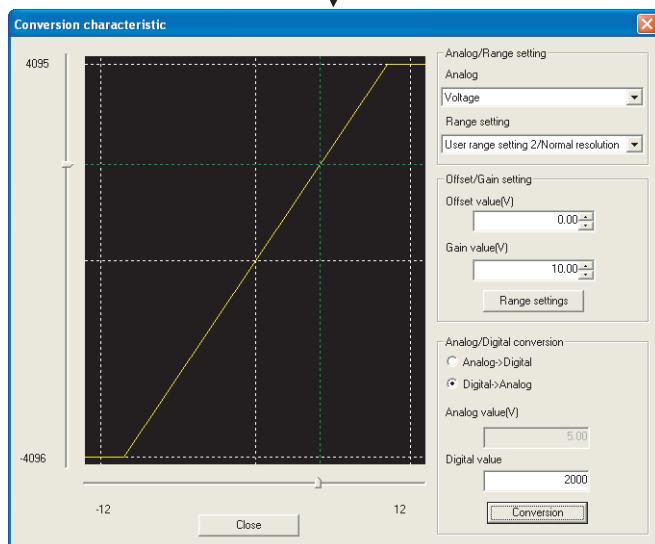 Conversion characteristic
4095
-4096
-12
12
Close
Analog/Range setting
Analog
Voltage
Range setting
User range setting 2/Normal resolution
Offset/Gain setting
Offset value(V)
0.00
Gain value(V)
10.00
Range settings
Analog/Digital conversion
Analog->Digital
Digital->Analog
Analog value(V)
5.00
Digital value
2000
Conversion